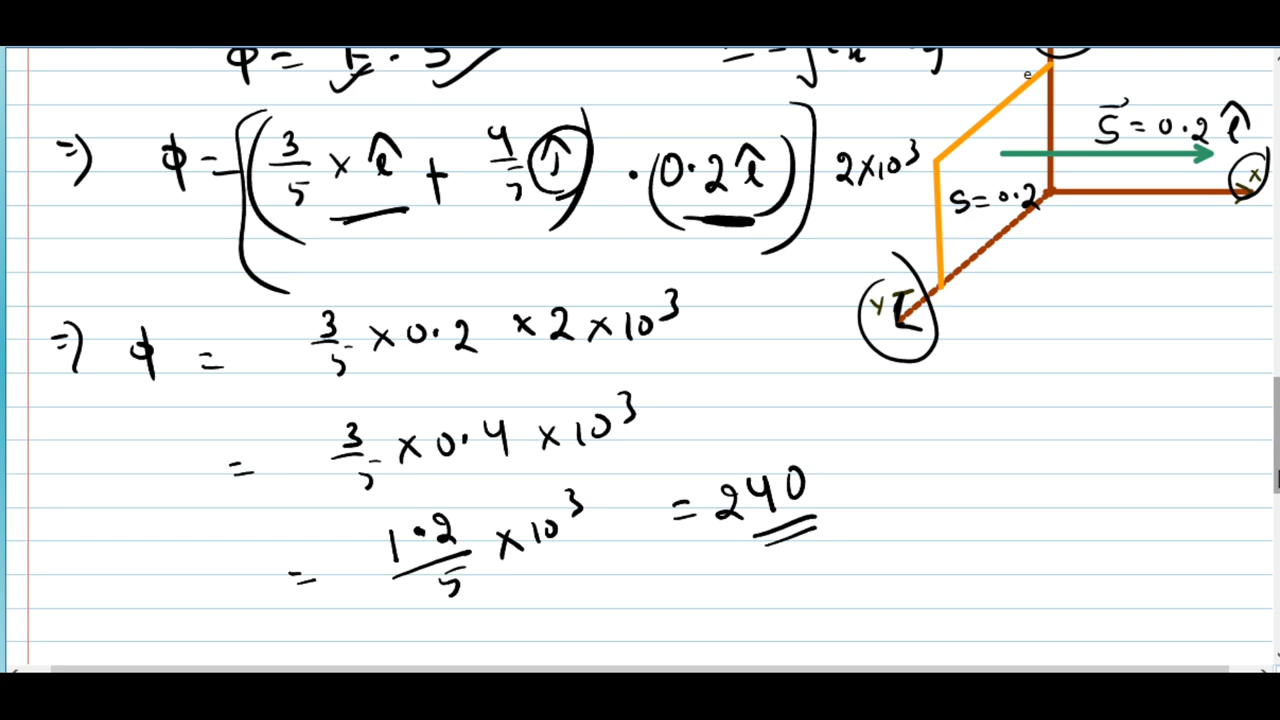 ϕ = E · S
e
S⃗ = 0.2 î
⇒ ϕ = [(3/5 × î + 4/5 ĵ) · (0.2 î)] 2×10³
x
S = 0.2
Y
⇒ ϕ = 3/5 × 0.2 × 2 × 10³
= 3/5 × 0.4 × 10³
= 1.2/5 × 10³ = 240